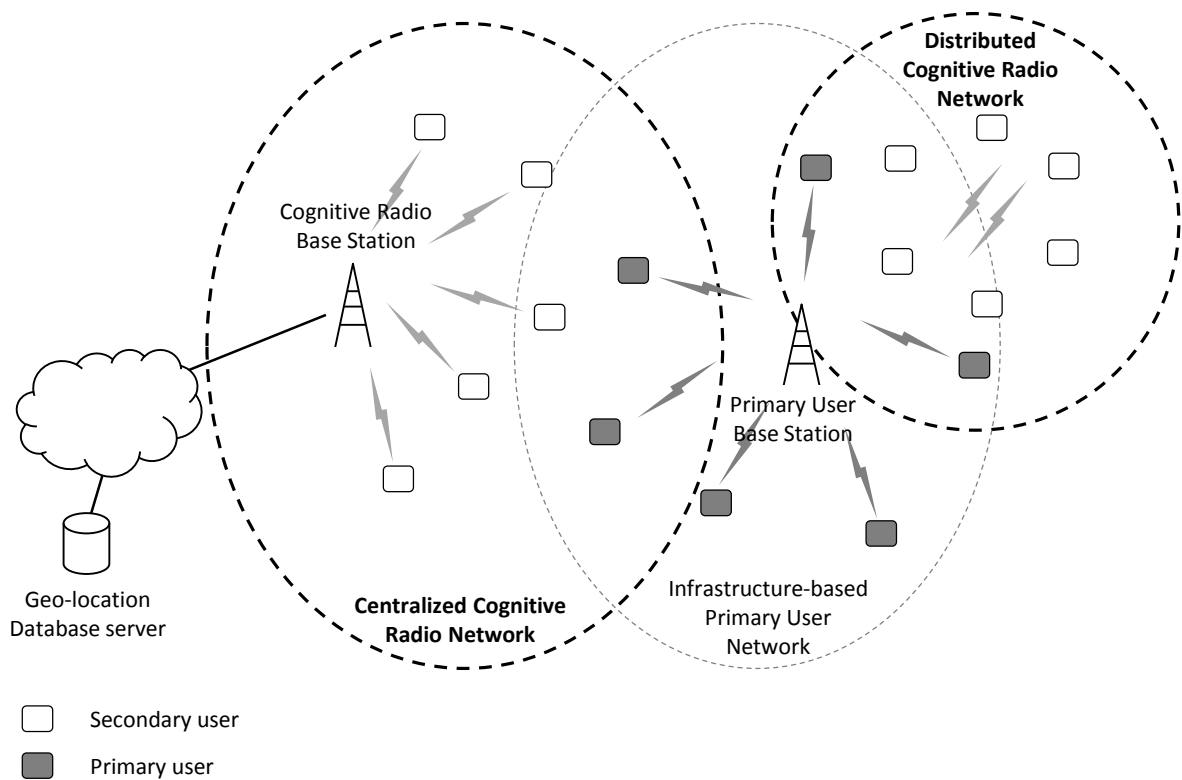 Distributed
Cognitive Radio
Network
Cognitive Radio
Base Station
Primary User
Base Station
Geo-location
Database server
Centralized Cognitive
Radio Network
Infrastructure-based
Primary User
Network
Secondary user
Primary user